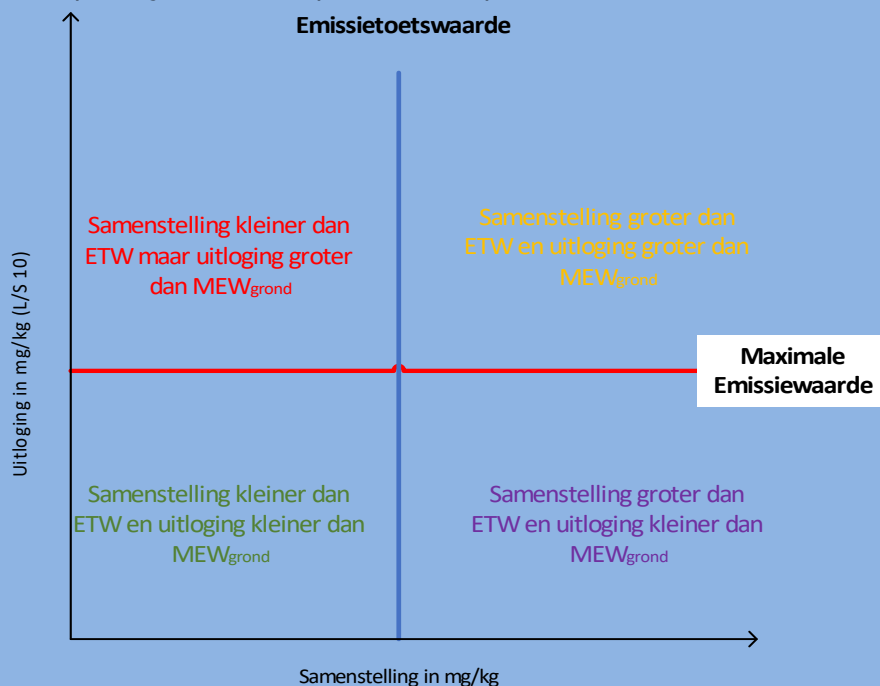 Emissietoetswaarde
Samenstelling kleiner dan
ETW maar uitloging groter
dan MEWgrond
Samenstelling groter dan
ETW en uitloging groter dan
MEWgrond
Uitloging in mg/kg (L/S 10)
Maximale
Emissiewaarde
Samenstelling kleiner dan
ETW en uitloging kleiner dan
MEWgrond
Samenstelling groter dan
ETW en uitloging kleiner dan
MEWgrond
Samenstelling in mg/kg